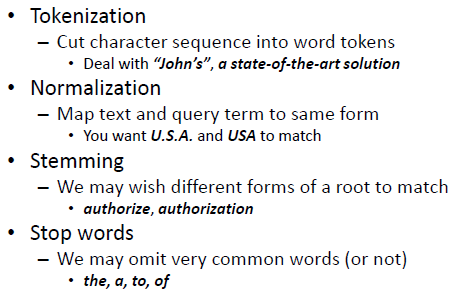 • Tokenization
– Cut character sequence into word tokens
• Deal with “John’s”, a state-of-the-art solution
• Normalization
– Map text and query term to same form
• You want U.S.A. and USA to match
• Stemming
– We may wish different forms of a root to match
• authorize, authorization
• Stop words
– We may omit very common words (or not)
• the, a, to, of